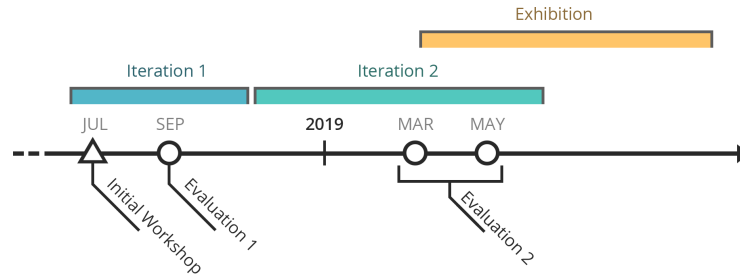 Exhibition
Iteration 1
Iteration 2
JUL
SEP
2019
MAR
MAY
Initial Workshop
Evaluation 1
Evaluation 2